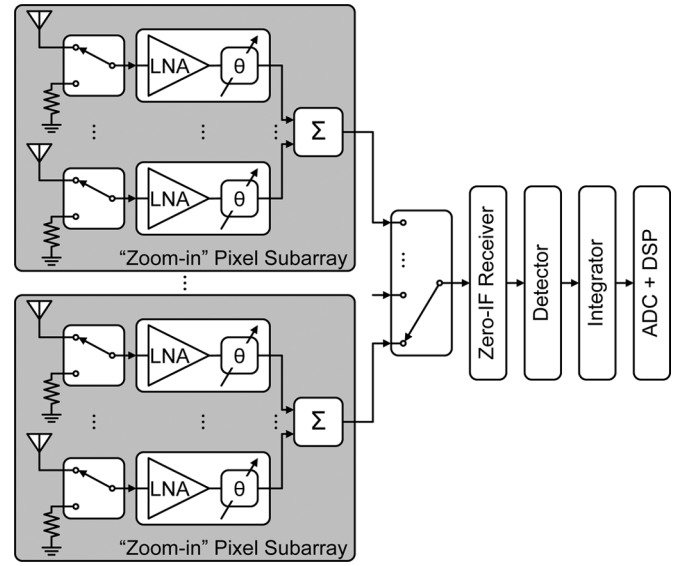 LNA
θ
Σ
LNA
θ
“Zoom-in” Pixel Subarray
LNA
θ
Σ
LNA
θ
“Zoom-in” Pixel Subarray
Zero-IF Receiver
Detector
Integrator
ADC + DSP